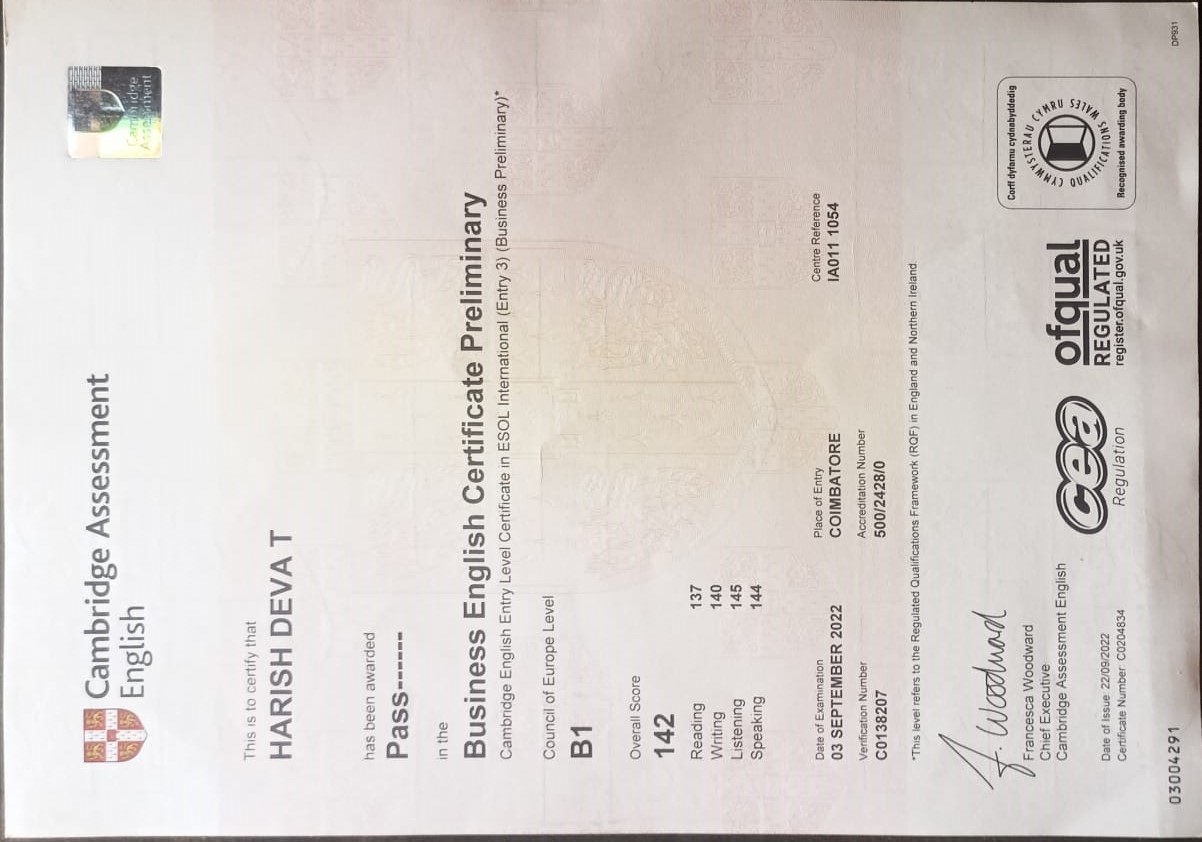 Cambridge Assessment
English
Cambridge
Assessment
This is to certify that
HARISH DEVA T
has been awarded
Pass-------
in the
Business English Certificate Preliminary
Cambridge English Entry Level Certificate in ESOL International (Entry 3) (Business Preliminary)*
Council of Europe Level
B1
Overall Score
142
Reading 137
Writing 140
Listening 145
Speaking 144
Date of Examination Place of Entry Centre Reference
03 SEPTEMBER 2022 COIMBATORE IA011 1054
Verification Number Accreditation Number
C0138207 500/2428/0
*This level refers to the Regulated Qualifications Framework (RQF) in England and Northern Ireland
F. Woodward
Francesca Woodward
Chief Executive
Cambridge Assessment English
Date of Issue 22/09/2022
Certificate Number C0204834
ccea
Regulation
ofqual
REGULATED
register.ofqual.gov.uk
Corff dyfarnu cydnabyddedig
CYMWYSTERAU CYMRU
QUALIFICATIONS WALES
Recognised awarding body
03004291
DP931